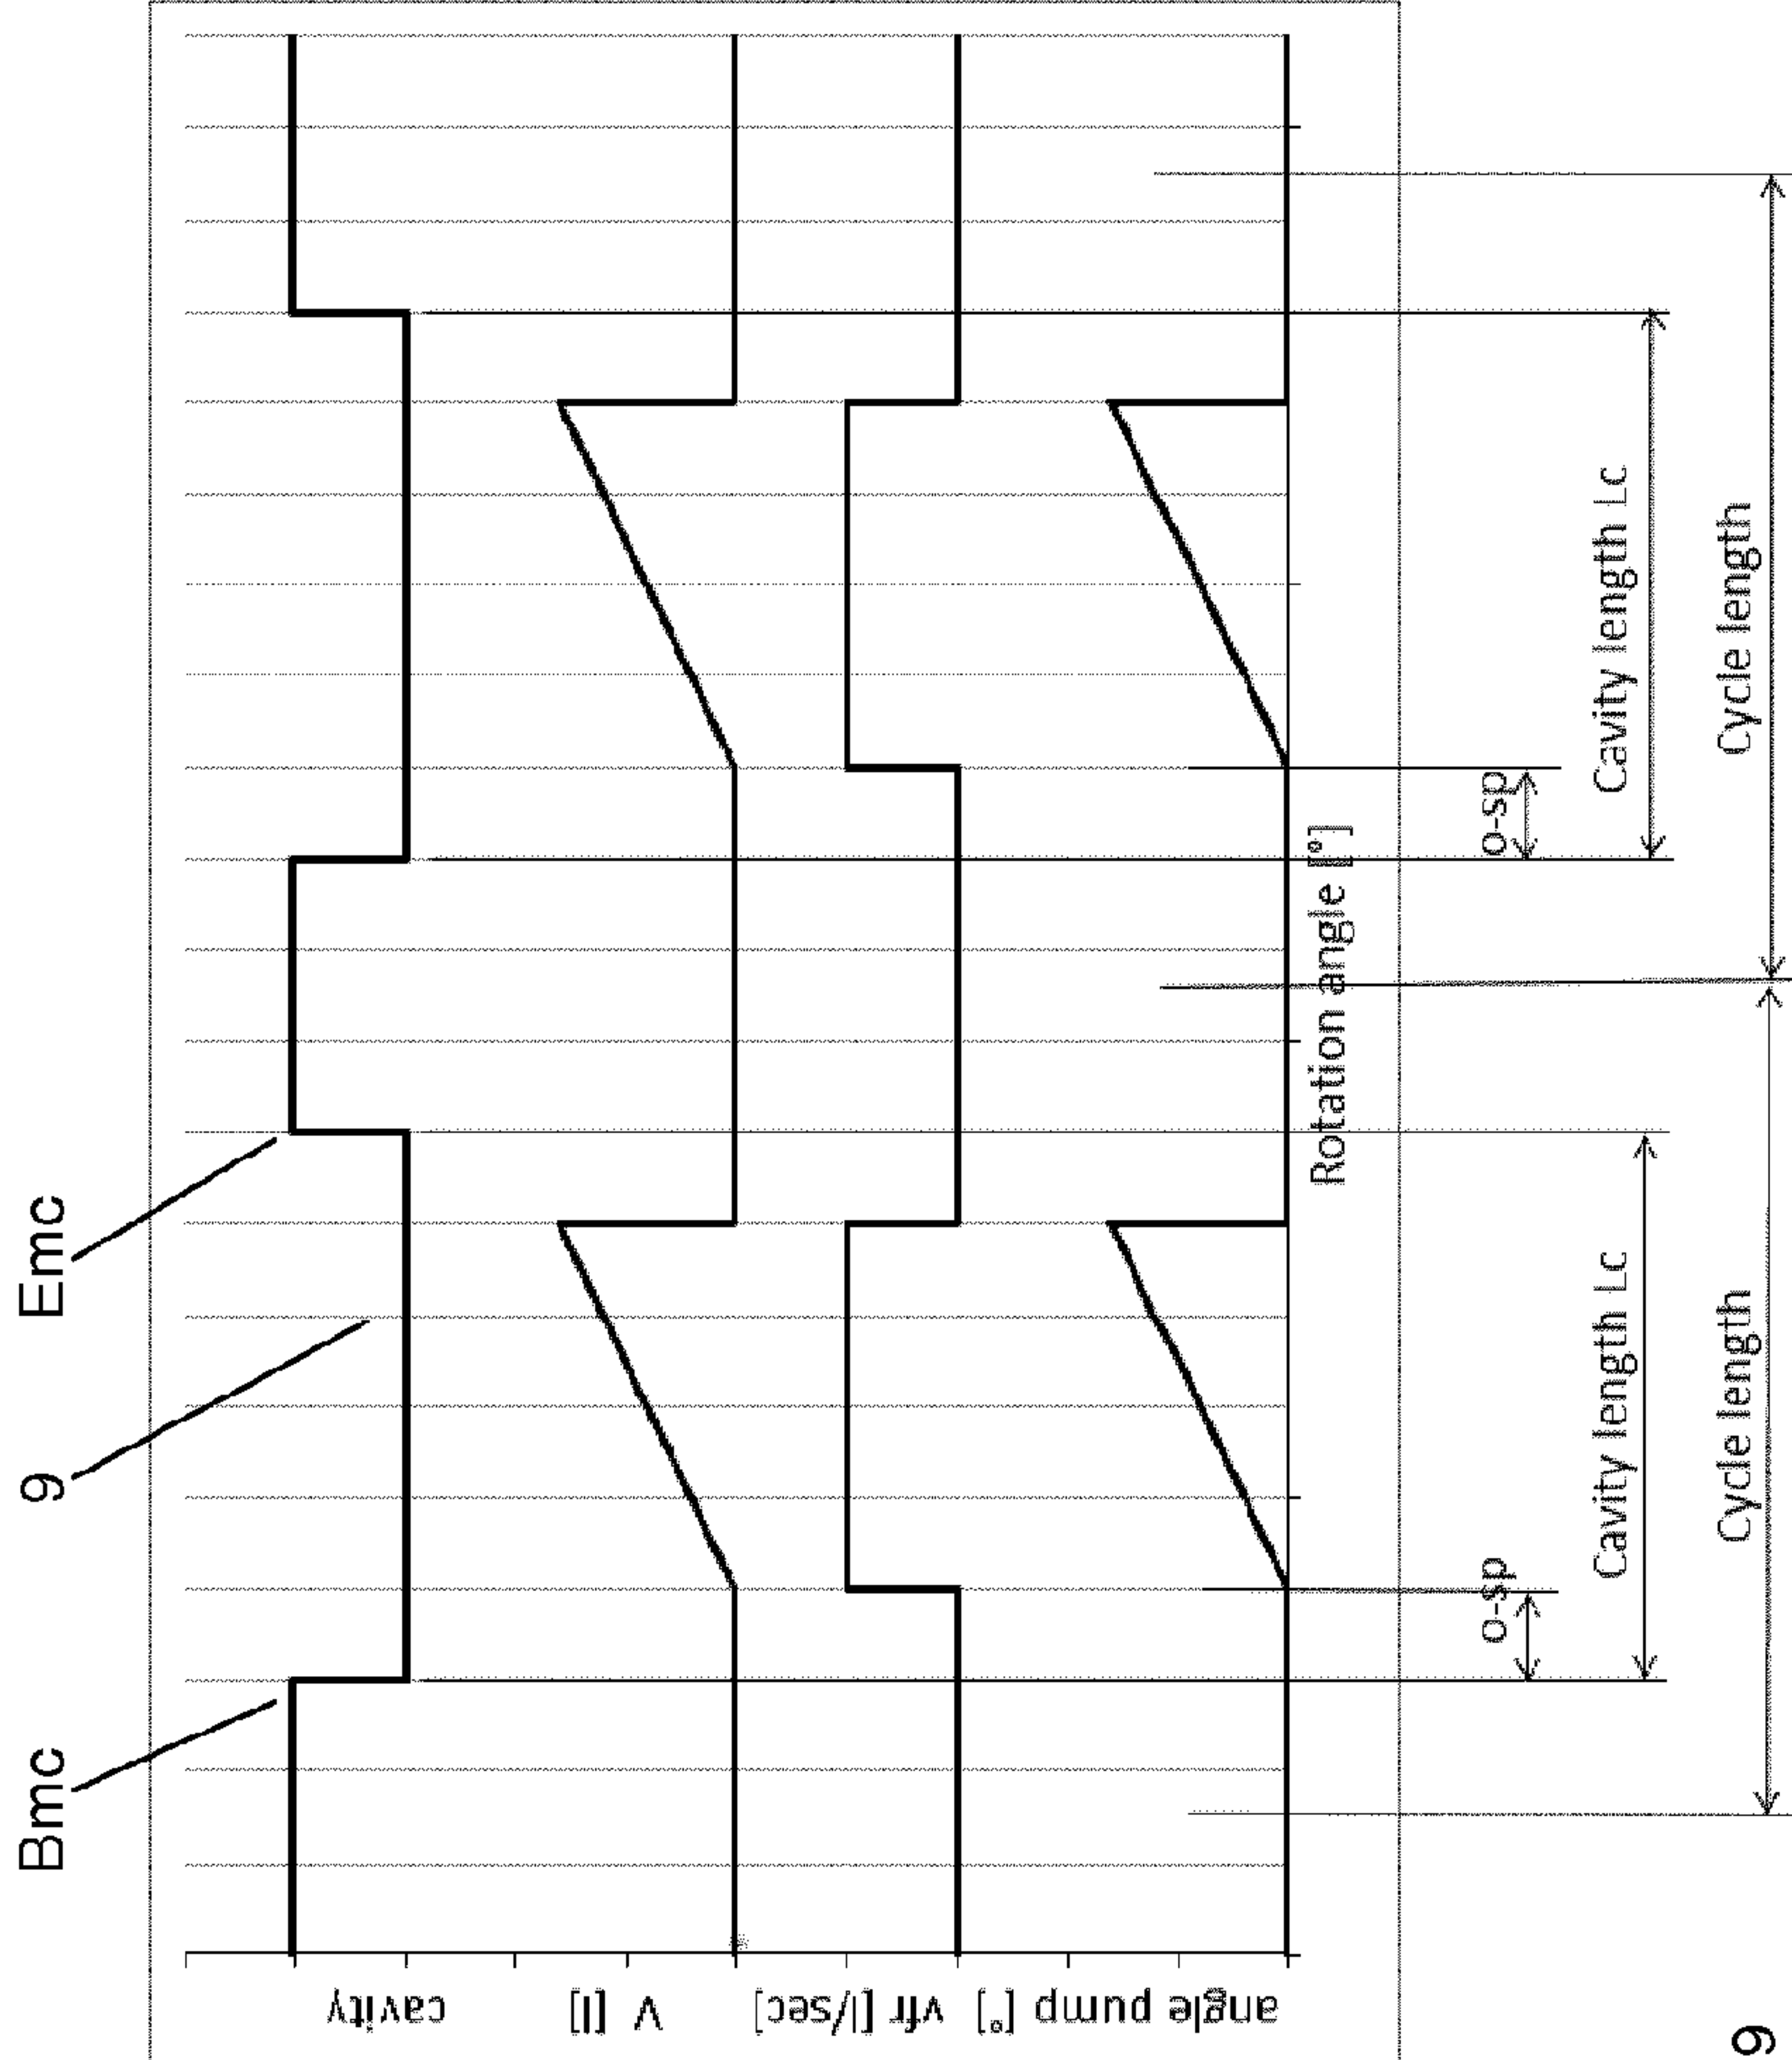 Bmc
9
Emc
cavity
V [l]
vfr [l/sec]
angle pump [°]
Rotation angle [°]
o-sp
o-sp
Cavity length Lc
Cavity length Lc
Cycle length
Cycle length
9